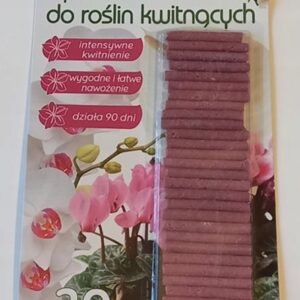 do roślin kwitnących
intensywne
kwitnienie
wygodne i łatwe
nawożenie
działa 90 dni